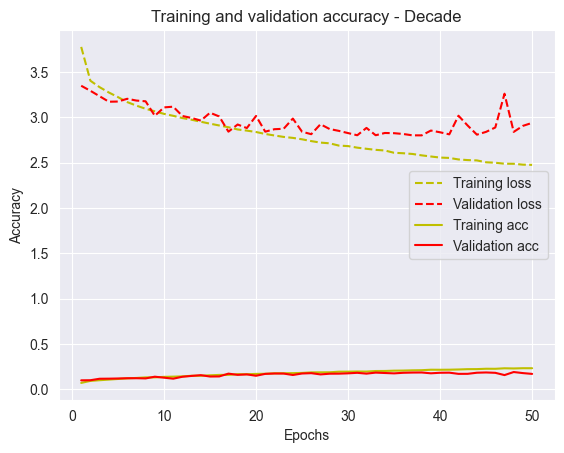 Training and validation accuracy - Decade
Accuracy
3.5
3.0
2.5
2.0
1.5
1.0
0.5
0.0
Training loss
Validation loss
Training acc
Validation acc
0
10
20
30
40
50
Epochs